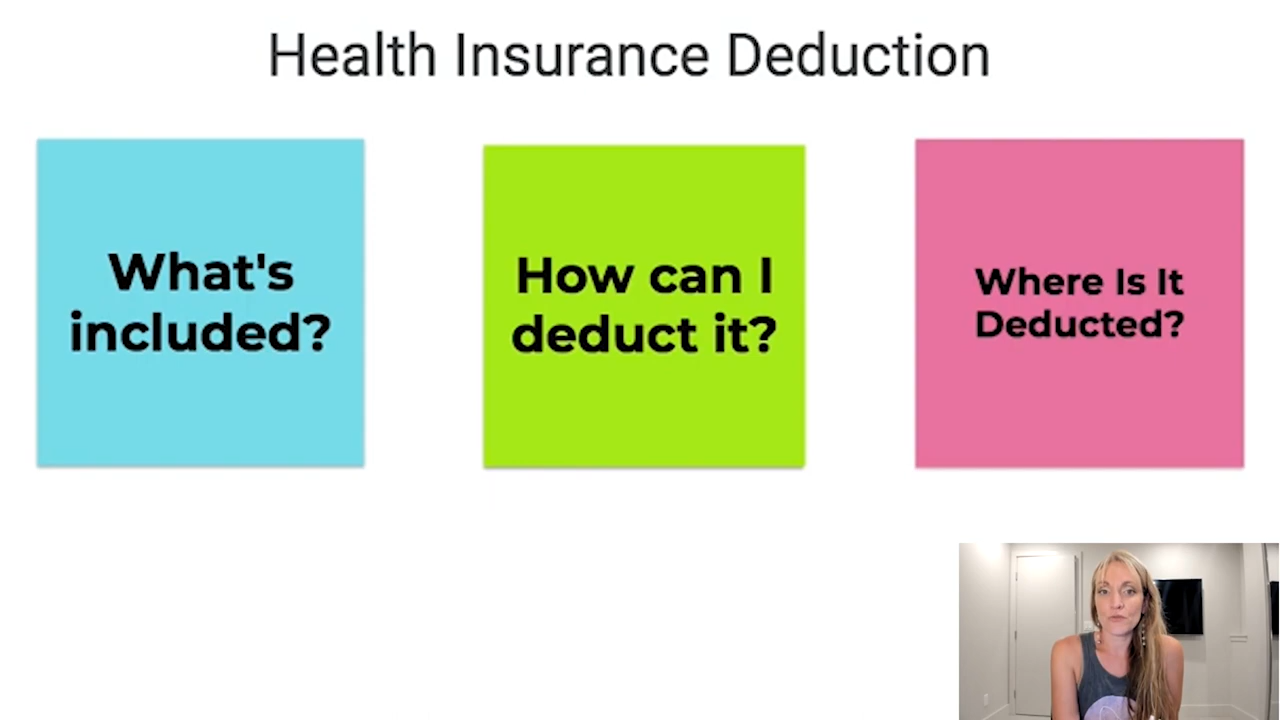 Health Insurance Deduction
What's
included?
How can I
deduct it?
Where Is It
Deducted?